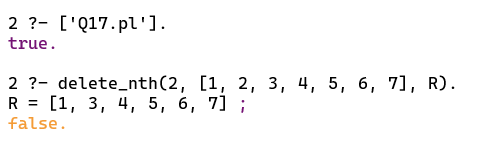 2 ?- ['Q17.pl'].
true.
2 ?- delete_nth(2, [1, 2, 3, 4, 5, 6, 7], R).
R = [1, 3, 4, 5, 6, 7] ;
false.